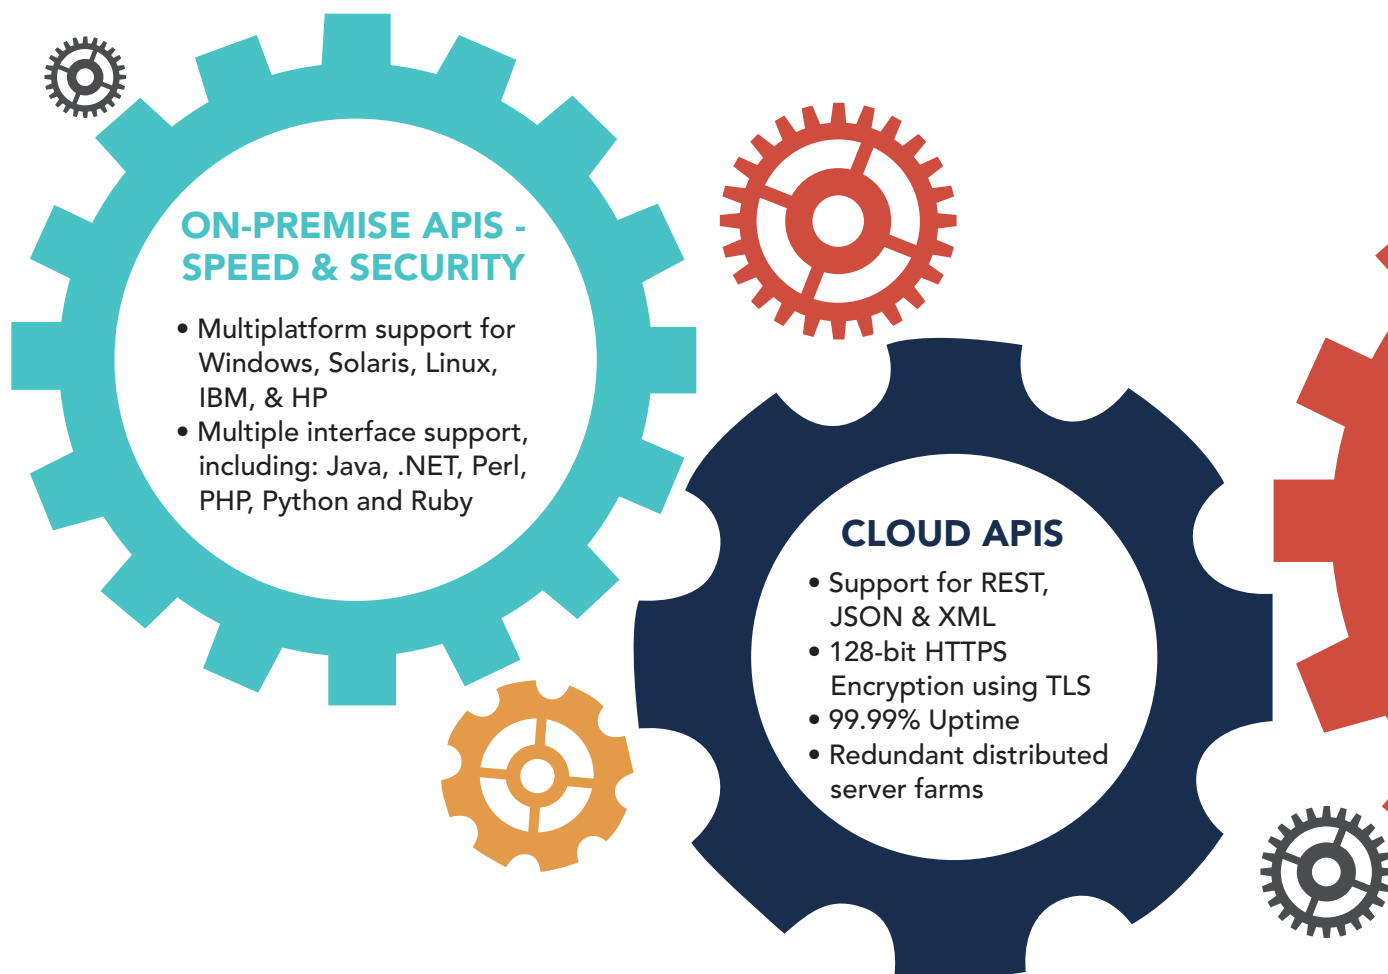 ON-PREMISE APIS -
SPEED & SECURITY
• Multiplatform support for
Windows, Solaris, Linux,
IBM, & HP
• Multiple interface support,
including: Java, .NET, Perl,
PHP, Python and Ruby
CLOUD APIS
• Support for REST,
JSON & XML
• 128-bit HTTPS
Encryption using TLS
• 99.99% Uptime
• Redundant distributed
server farms